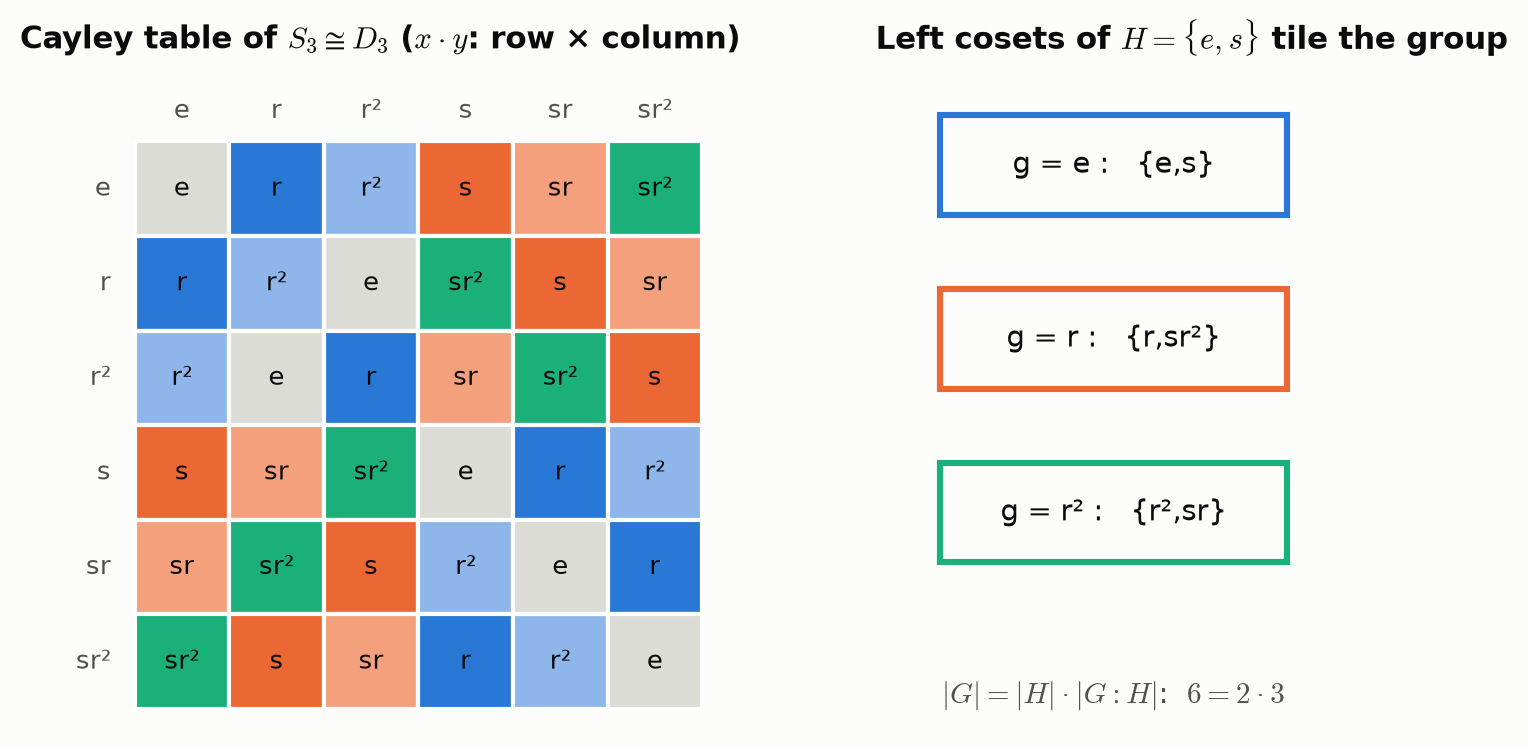 Cayley table of S₃ ≅ D₃ (x · y: row × column)
e r r² s sr sr²
e e r r² s sr sr²
r r r² e sr² s sr
r² r² e r sr sr² s
s s sr sr² e r r²
sr sr sr² s r² e r
sr² sr² s sr r r² e
Left cosets of H = {e, s} tile the group
g = e : {e,s}
g = r : {r,sr²}
g = r² : {r²,sr}
|G| = |H| · |G : H|: 6 = 2 · 3